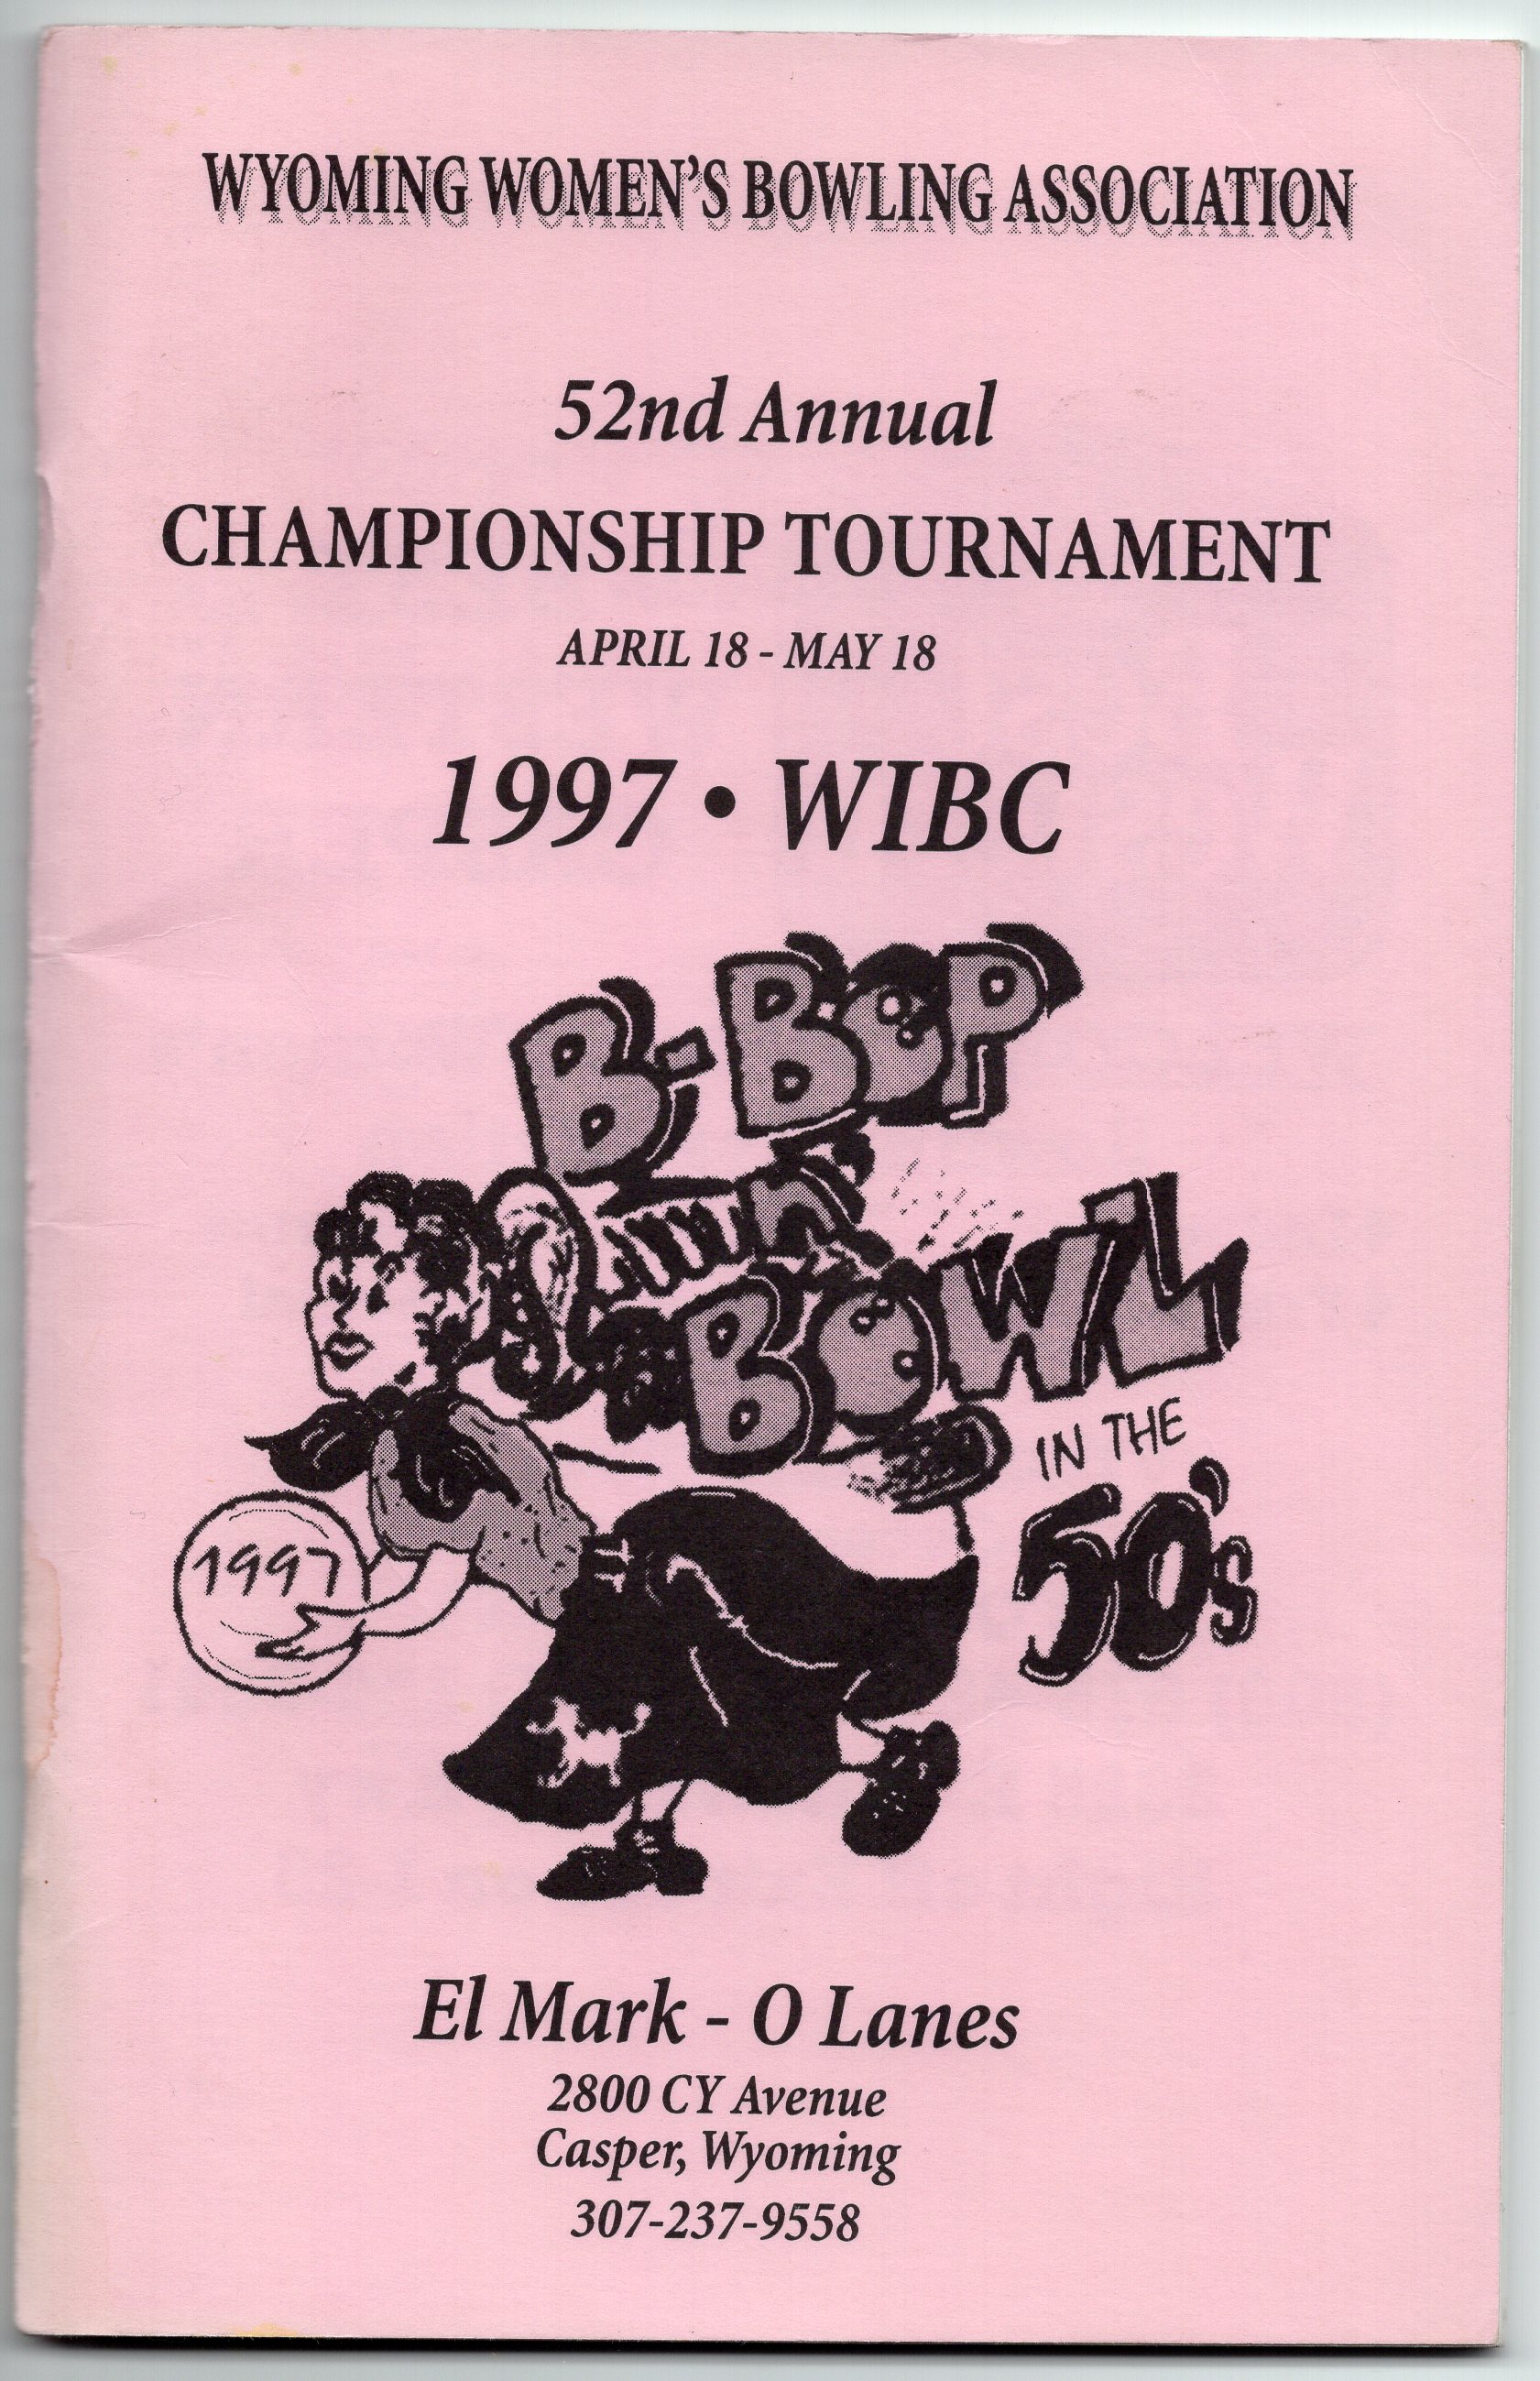 WYOMING WOMEN'S BOWLING ASSOCIATION
52nd Annual
CHAMPIONSHIP TOURNAMENT
APRIL 18 - MAY 18
1997 • WIBC
B-BOP
n'
BOWL
IN THE
50's
1997
El Mark - O Lanes
2800 CY Avenue
Casper, Wyoming
307-237-9558